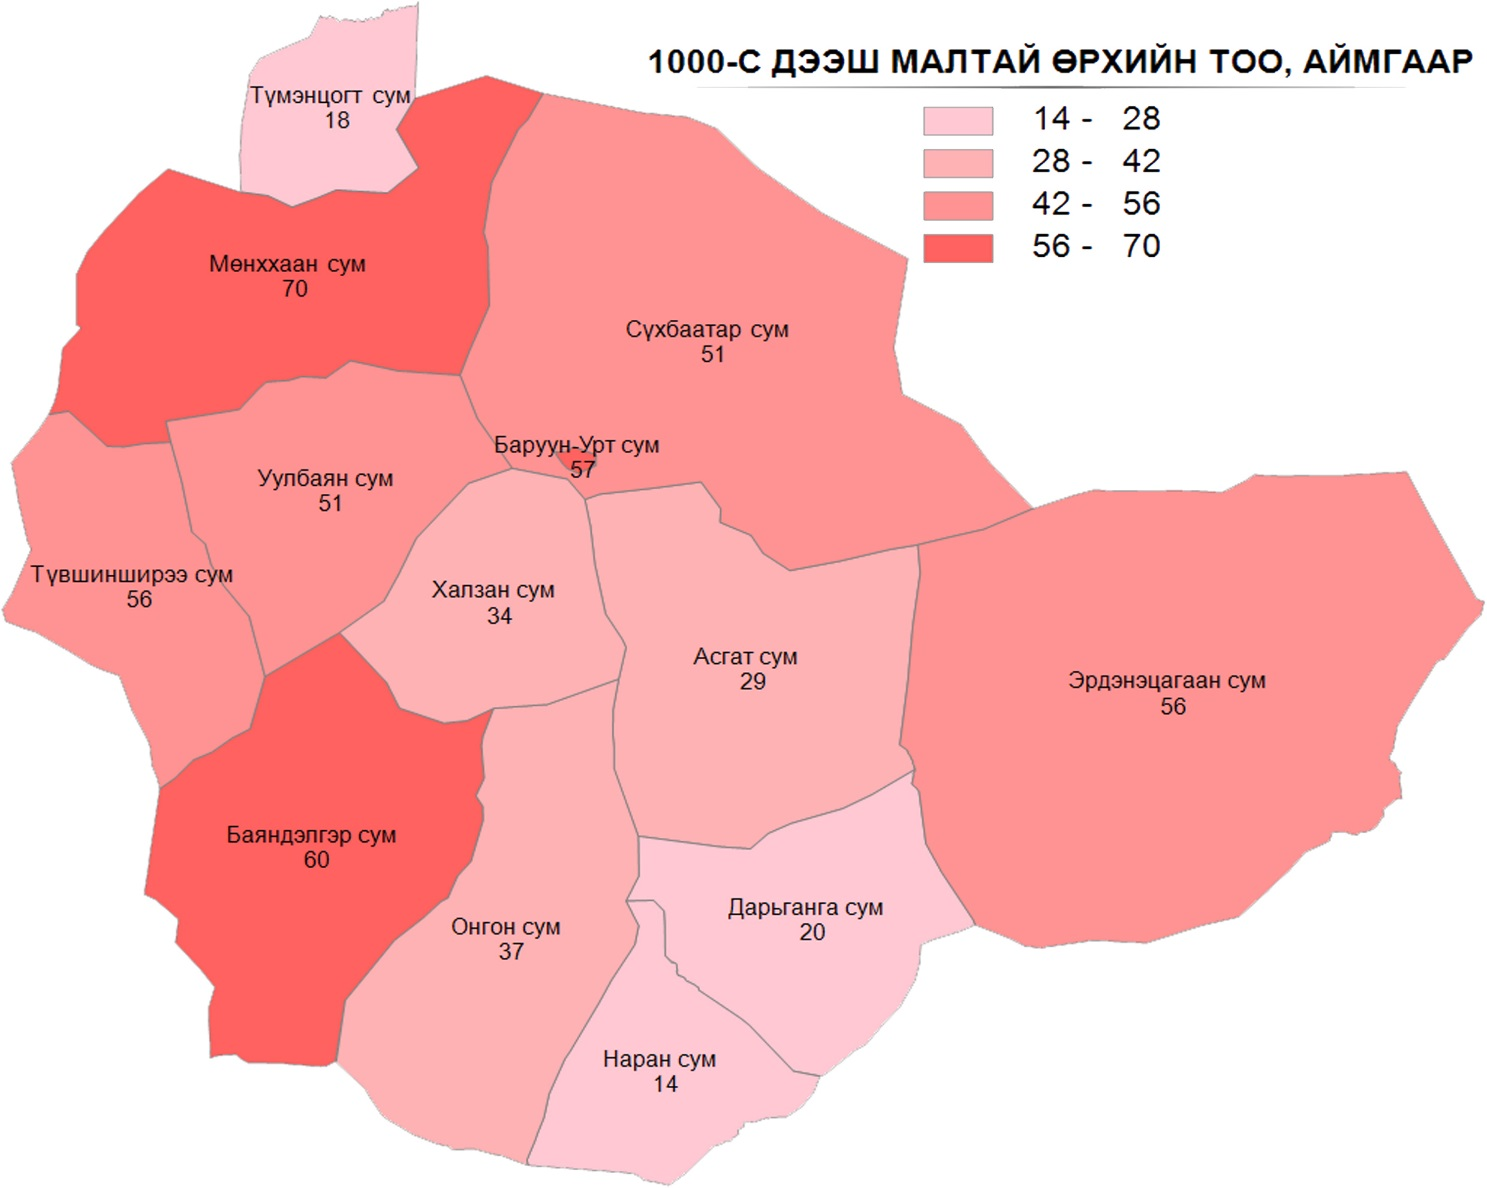 1000-С ДЭЭШ МАЛТАЙ ӨРХИЙН ТОО, АЙМГААР
14 - 28
28 - 42
42 - 56
56 - 70
Түмэнцогт сум
18
Мөнххаан сум
70
Сүхбаатар сум
51
Баруун-Урт сум
57
Уулбаян сум
51
Түвшинширээ сум
56
Халзан сум
34
Асгат сум
29
Эрдэнэцагаан сум
56
Баяндэлгэр сум
60
Онгон сум
37
Дарьганга сум
20
Наран сум
14